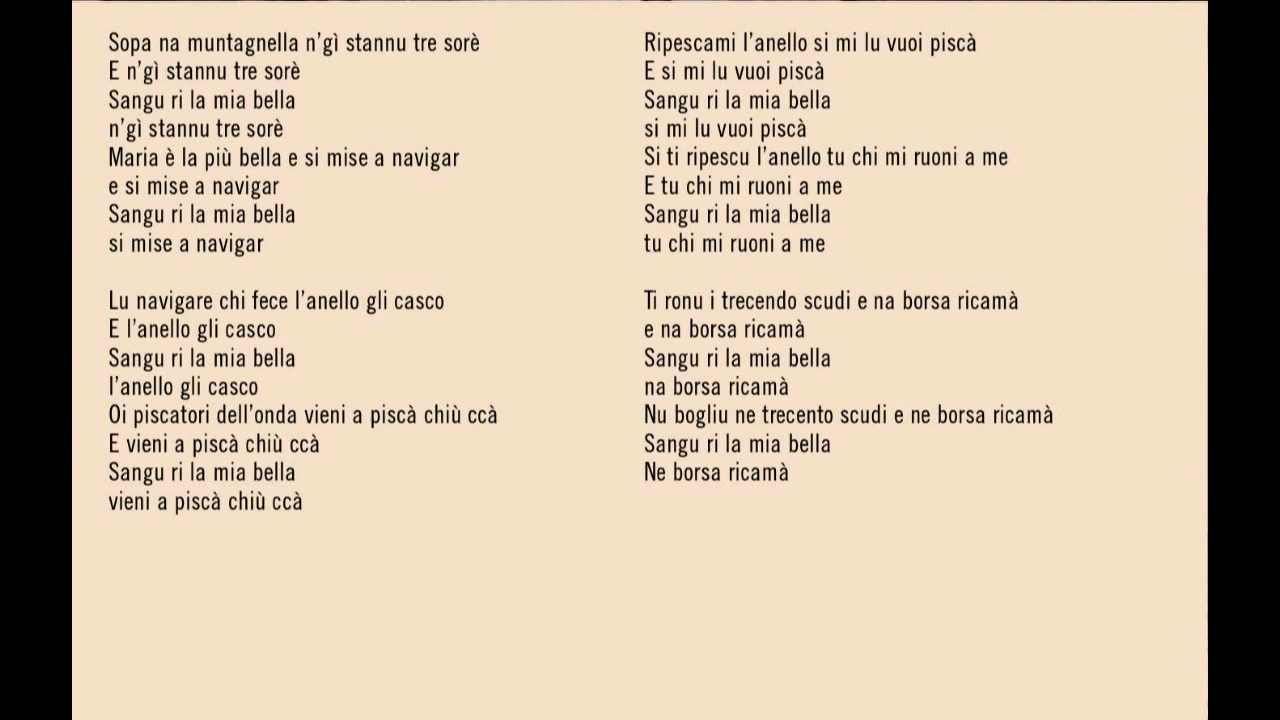 Sopa na muntagnella n'gì stannu tre sorè
E n'gì stannu tre sorè
Sangu ri la mia bella
n'gì stannu tre sorè
Maria è la più bella e si mise a navigar
e si mise a navigar
Sangu ri la mia bella
si mise a navigar

Lu navigare chi fece l'anello gli casco
E l'anello gli casco
Sangu ri la mia bella
l'anello gli casco
Oi piscatori dell'onda vieni a piscà chiù ccà
E vieni a piscà chiù ccà
Sangu ri la mia bella
vieni a piscà chiù ccà

Ripescami l'anello si mi lu vuoi piscà
E si mi lu vuoi piscà
Sangu ri la mia bella
si mi lu vuoi piscà
Si ti ripescu l'anello tu chi mi ruoni a me
E tu chi mi ruoni a me
Sangu ri la mia bella
tu chi mi ruoni a me

Ti ronu i trecendo scudi e na borsa ricamà
e na borsa ricamà
Sangu ri la mia bella
na borsa ricamà
Nu bogliu ne trecento scudi e ne borsa ricamà
Sangu ri la mia bella
Ne borsa ricamà